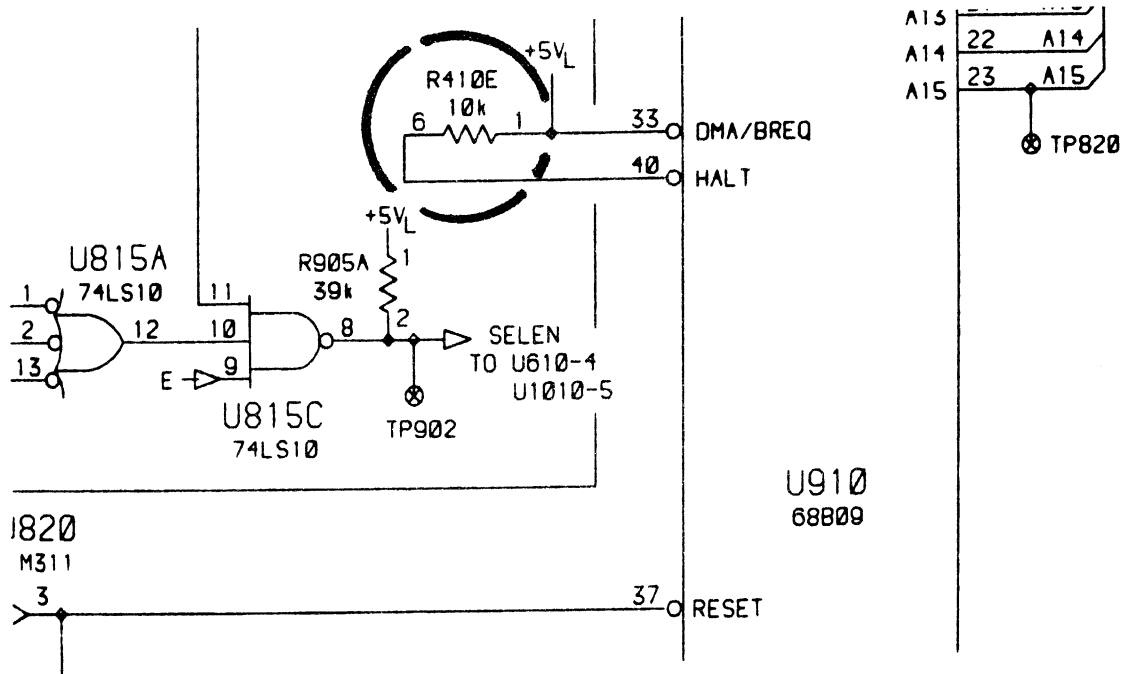 A13
22 A14
A14
23 A15
A15
TP820
+5VL
R410E
10k
6 1
33 DMA/BREQ
40 HALT
+5VL
R905A
39k
1
2
U815A
74LS10
1
2
13
12
11
10
9
8
E
U815C
74LS10
SELEN
TO U610-4
U1010-5
TP902
U910
68B09
820
M311
3
37 RESET